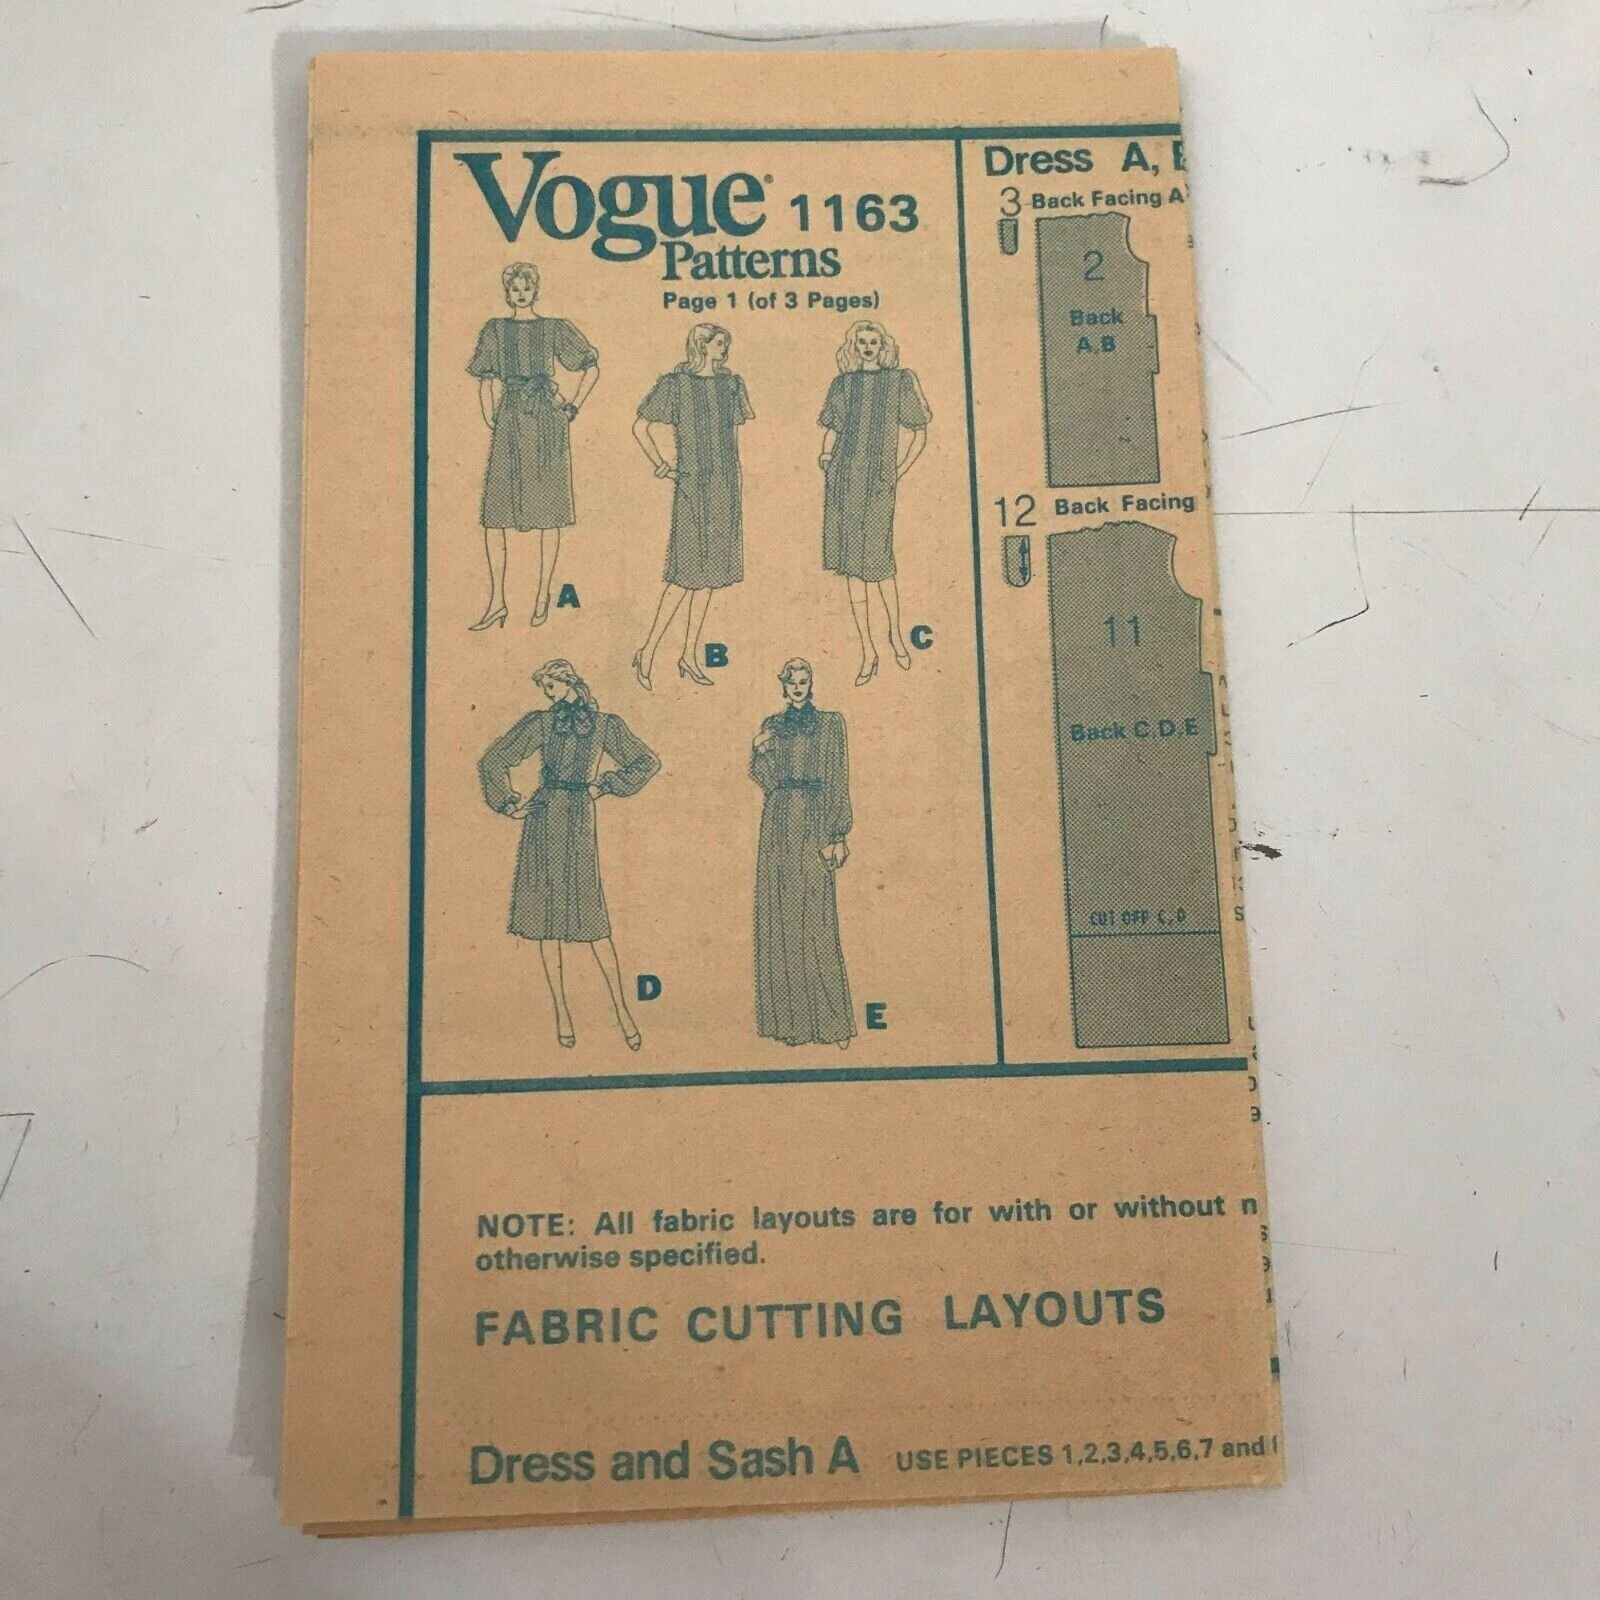 Vogue® 1163
Patterns
Page 1 (of 3 Pages)
A
B
C
D
E
Dress A,
3 Back Facing A
2
Back
A,B
12 Back Facing
11
Back C,D,E
CUT OFF C,D
NOTE: All fabric layouts are for with or without n
otherwise specified.
FABRIC CUTTING LAYOUTS
Dress and Sash A USE PIECES 1,2,3,4,5,6,7 and